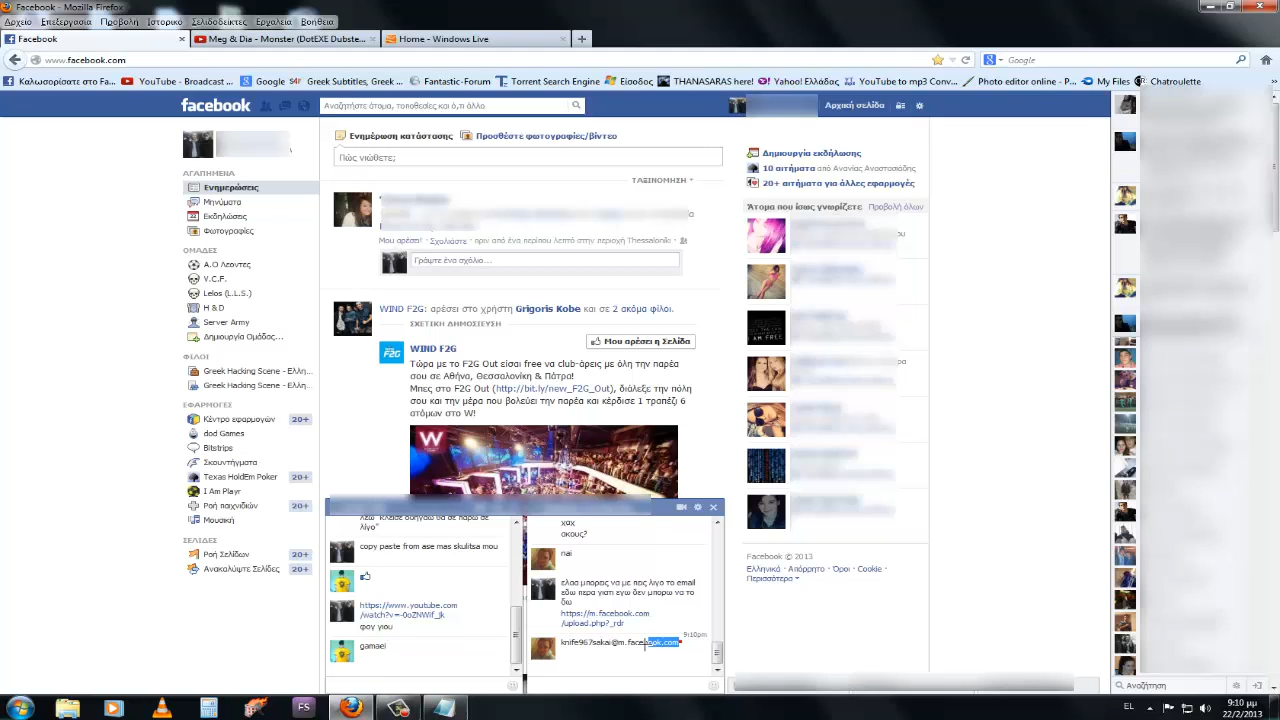 Facebook - Mozilla Firefox
Αρχείο Επεξεργασία Προβολή Ιστορικό Σελιδοδείκτες Εργαλεία Βοήθεια
Facebook
Meg & Dia - Monster (DotEXE Dubste...
Home - Windows Live
www.facebook.com
Google
Καλωσορίσατε στο Fa...
YouTube - Broadcast ...
Google
Greek Subtitles, Greek ...
Fantastic-Forum
Torrent Search Engine
Είσοδος
THANASARAS here!
Yahoo! Ελλάδος
YouTube to mp3 Conv...
Photo editor online - P...
My Files
Chatroulette
facebook
Αναζητήστε άτομα, τοποθεσίες και ό,τι άλλο
Αρχική σελίδα
ΑΓΑΠΗΜΕΝΑ
Ενημερώσεις
Μηνύματα
Εκδηλώσεις
Φωτογραφίες
ΟΜΑΔΕΣ
Α.Ο Λεοντες
V.C.F.
Lelos (L.L.S.)
H & D
Server Army
Δημιουργία Ομάδας...
ΦΙΛΟΙ
Greek Hacking Scene - Ελλη...
Greek Hacking Scene - Ελλη...
ΕΦΑΡΜΟΓΕΣ
Κέντρο εφαρμογών 20+
dod Games
Bitstrips
Σκουντήγματα
Texas HoldEm Poker 20+
I Am Playr
Ροή παιχνιδιών 20+
Μουσική
ΣΕΛΙΔΕΣ
Ροή Σελίδων 20+
Ανακαλύψτε Σελίδες 20+
Ενημέρωση κατάστασης Προσθέστε φωτογραφίες/βίντεο
Πώς νιώθετε;
ΤΑΞΙΝΟΜΗΣΗ
Μου αρέσει! · Σχολιάστε · πριν από ένα περίπου λεπτό στην περιοχή Thessaloníki ·
Γράψτε ένα σχόλιο...
WIND F2G: αρέσει στο χρήστη Grigoris Kobe και σε 2 ακόμα φίλοι.
ΣΧΕΤΙΚΗ ΔΗΜΟΣΙΕΥΣΗ
WIND F2G
Μου αρέσει η Σελίδα
Τώρα με το F2G Out είσαι free να club-άρεις με όλη την παρέα
σου σε Αθήνα, Θεσσαλονίκη & Πάτρα!
Μπες στο F2G Out (http://bit.ly/new_F2G_Out), διάλεξε την πόλη
σου και την μέρα που βολεύει την παρέα και κέρδισε 1 τραπέζι 6
ατόμων στο W!
W
Δημιουργία εκδήλωσης
10 αιτήματα από Ανανίας Αναστασιάδης
20+ αιτήματα για άλλες εφαρμογές
Άτομα που ίσως γνωρίζετε Προβολή όλων
Facebook © 2013
Ελληνικά · Απόρρητο · Όροι · Cookie ·
Περισσότερα
λίγο"
copy paste from ase mas skulitsa mou
https://www.youtube.com
/watch?v=-0oZNWif_jk
φογ γιου
gamaei
χαχ
ακους?
nai
ελαα μπορεις να με πεις λιγο το email
εδω περα γιατι εγω δεν μπορω να το
δω
https://m.facebook.com
/upload.php?_rdr
9:10pm
Αναζήτηση
EL
9:10 μμ
22/2/2013